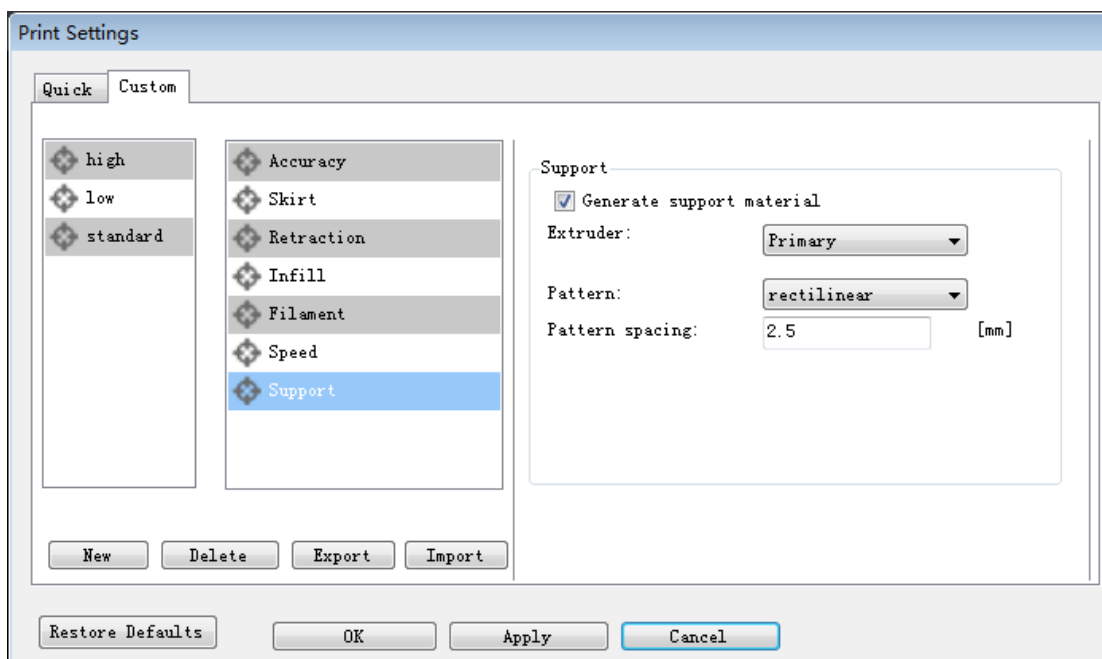 Print Settings
Quick
Custom
high
low
standard
Accuracy
Skirt
Retraction
Infill
Filament
Speed
Support
Support
Generate support material
Extruder:
Primary
Pattern:
rectilinear
Pattern spacing:
2.5
[mm]
New
Delete
Export
Import
Restore Defaults
OK
Apply
Cancel